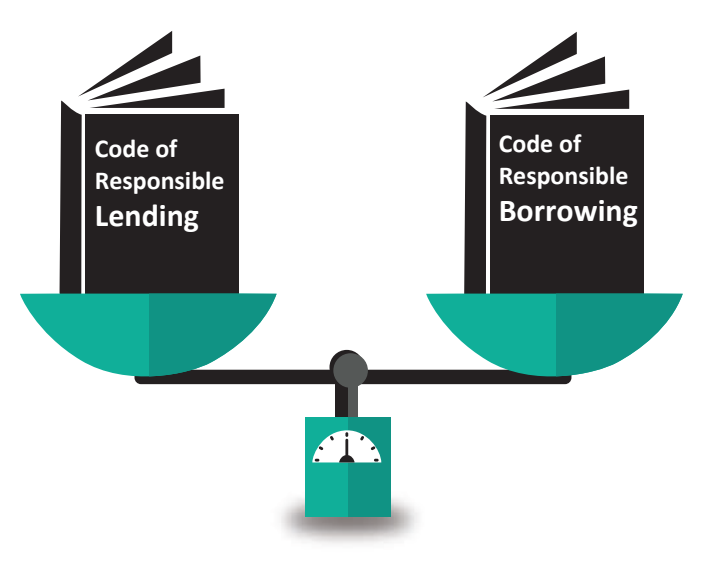 Code of
Responsible
Lending
Code of
Responsible
Borrowing